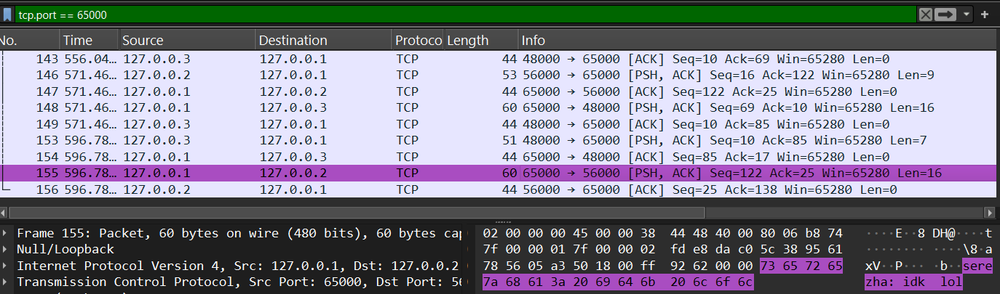 tcp.port == 65000
No. Time Source Destination Protoco Length Info
143 556.04… 127.0.0.3 127.0.0.1 TCP 44 48000 → 65000 [ACK] Seq=10 Ack=69 Win=65280 Len=0
146 571.46… 127.0.0.2 127.0.0.1 TCP 53 56000 → 65000 [PSH, ACK] Seq=16 Ack=122 Win=65280 Len=9
147 571.46… 127.0.0.1 127.0.0.2 TCP 44 65000 → 56000 [ACK] Seq=122 Ack=25 Win=65280 Len=0
148 571.46… 127.0.0.1 127.0.0.3 TCP 60 65000 → 48000 [PSH, ACK] Seq=69 Ack=10 Win=65280 Len=16
149 571.46… 127.0.0.3 127.0.0.1 TCP 44 48000 → 65000 [ACK] Seq=10 Ack=85 Win=65280 Len=0
153 596.78… 127.0.0.3 127.0.0.1 TCP 51 48000 → 65000 [PSH, ACK] Seq=10 Ack=85 Win=65280 Len=7
154 596.78… 127.0.0.1 127.0.0.3 TCP 44 65000 → 48000 [ACK] Seq=85 Ack=17 Win=65280 Len=0
155 596.78… 127.0.0.1 127.0.0.2 TCP 60 65000 → 56000 [PSH, ACK] Seq=122 Ack=25 Win=65280 Len=16
156 596.78… 127.0.0.2 127.0.0.1 TCP 44 56000 → 65000 [ACK] Seq=25 Ack=138 Win=65280 Len=0
Frame 155: Packet, 60 bytes on wire (480 bits), 60 bytes cap
Null/Loopback
Internet Protocol Version 4, Src: 127.0.0.1, Dst: 127.0.0.2
Transmission Control Protocol, Src Port: 65000, Dst Port: 56
02 00 00 00 45 00 00 38 44 48 40 00 80 06 b8 74 ····E··8 DH@····t
7f 00 00 01 7f 00 00 02 fd e8 da c0 5c 38 95 61 ········ ····\8·a
78 56 05 a3 50 18 00 ff 92 62 00 00 73 65 72 65 xV··P··· ·b··sere
7a 68 61 3a 20 69 64 6b 20 6c 6f 6c zha: idk lol